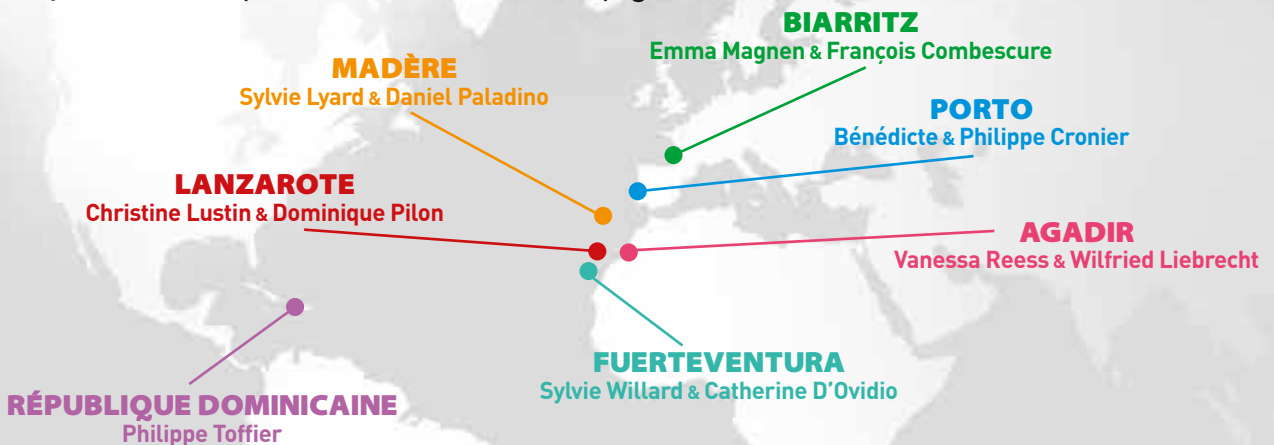 BIARRITZ
Emma Magnen & François Combescure
MADÈRE
Sylvie Lyard & Daniel Paladino
PORTO
Bénédicte & Philippe Cronier
LANZAROTE
Christine Lustin & Dominique Pilon
AGADIR
Vanessa Reess & Wilfried Liebrecht
FUERTEVENTURA
Sylvie Willard & Catherine D'Ovidio
RÉPUBLIQUE DOMINICAINE
Philippe Toffier